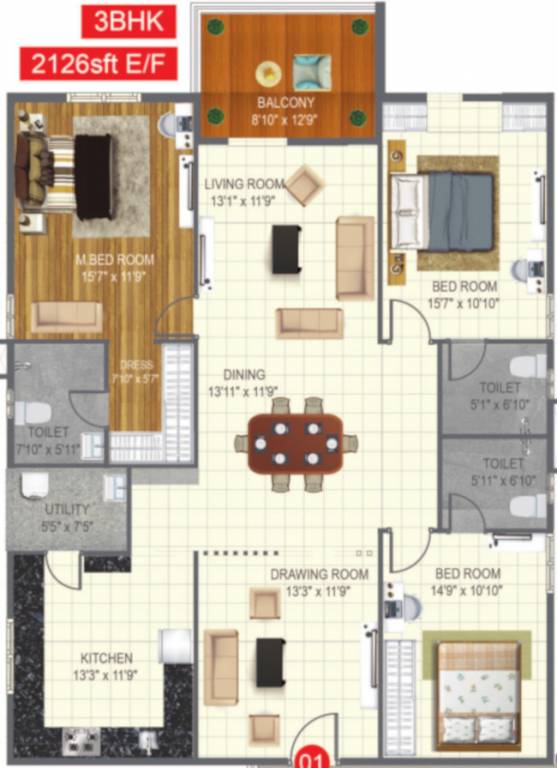 3BHK
2126sft E/F
BALCONY
8'10" x 12'9"
LIVING ROOM
13'1" x 11'9"
M.BED ROOM
15'7" x 11'9"
BED ROOM
15'7" x 10'10"
DRESS
7'10" x 5'7"
DINING
13'11" x 11'9"
TOILET
5'1" x 6'10"
TOILET
7'10" x 5'11"
TOILET
5'11" x 6'10"
UTILITY
5'5" x 7'5"
DRAWING ROOM
13'3" x 11'9"
BED ROOM
14'9" x 10'10"
KITCHEN
13'3" x 11'9"
01